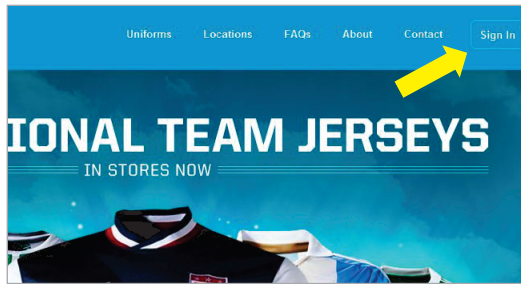 Uniforms Locations FAQs About Contact Sign In
IONAL TEAM JERSEYS
IN STORES NOW